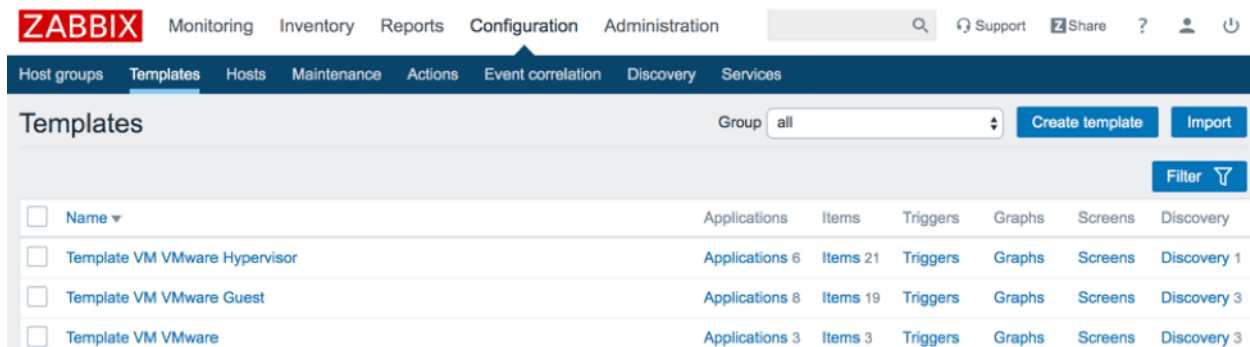 ZABBIX Monitoring Inventory Reports Configuration Administration Support Z Share ?
Host groups Templates Hosts Maintenance Actions Event correlation Discovery Services
Templates Group all Create template Import
Filter
Name Applications Items Triggers Graphs Screens Discovery
Template VM VMware Hypervisor Applications 6 Items 21 Triggers Graphs Screens Discovery 1
Template VM VMware Guest Applications 8 Items 19 Triggers Graphs Screens Discovery 3
Template VM VMware Applications 3 Items 3 Triggers Graphs Screens Discovery 3